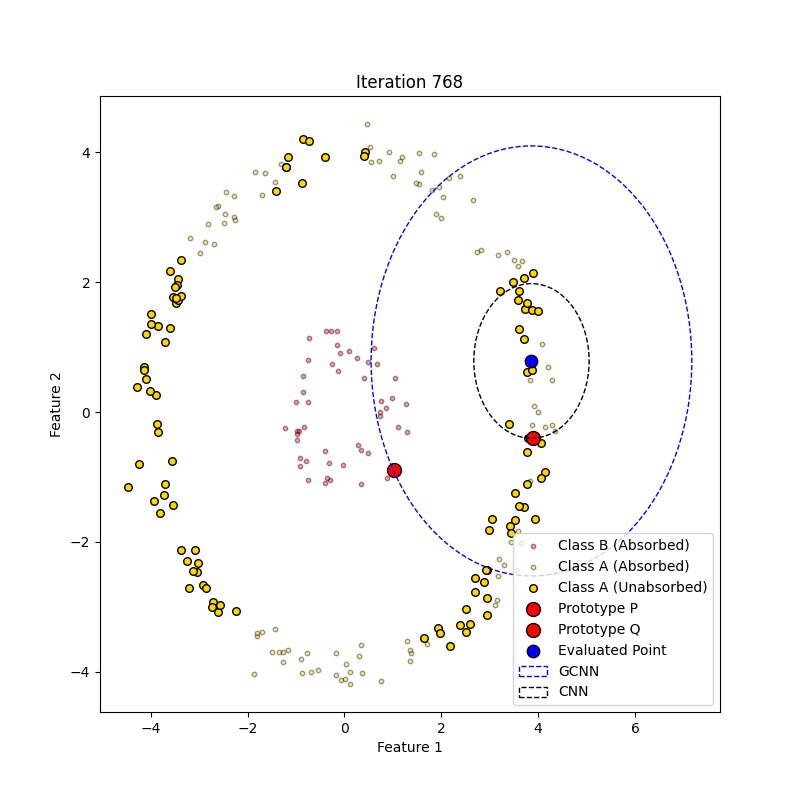 Iteration 768
Feature 2
4
2
0
−2
−4
−4
−2
0
2
4
6
Feature 1
Class B (Absorbed)
Class A (Absorbed)
Class A (Unabsorbed)
Prototype P
Prototype Q
Evaluated Point
GCNN
CNN